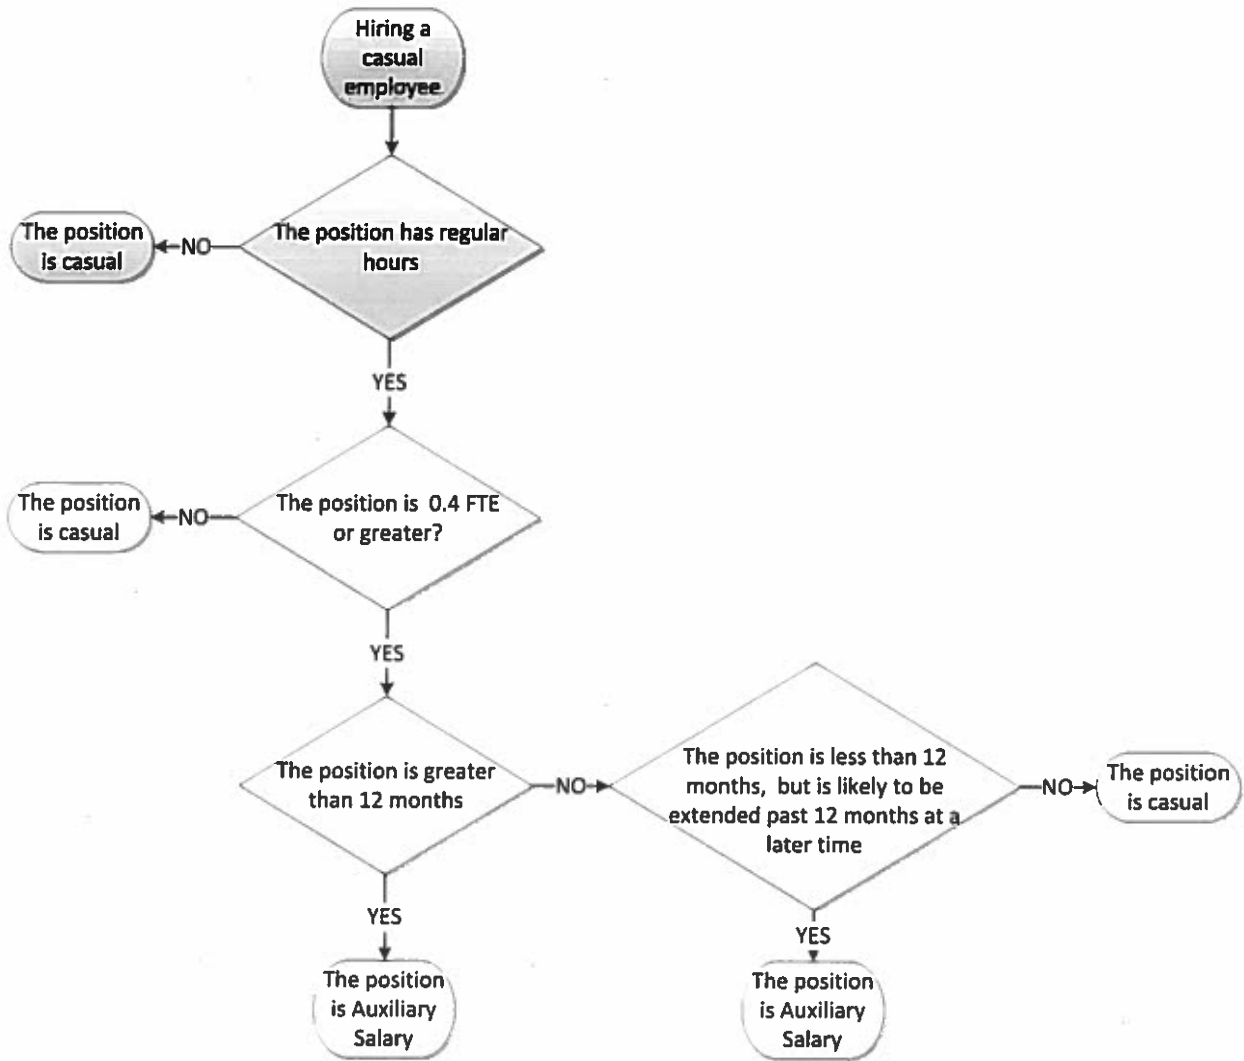 Hiring a
casual
employee
The position has regular
hours
NO
The position
is casual
YES
The position is 0.4 FTE
or greater?
NO
The position
is casual
YES
The position is greater
than 12 months
NO
The position is less than 12
months, but is likely to be
extended past 12 months at a
later time
NO
The position
is casual
YES
The position
is Auxiliary
Salary
YES
The position
is Auxiliary
Salary